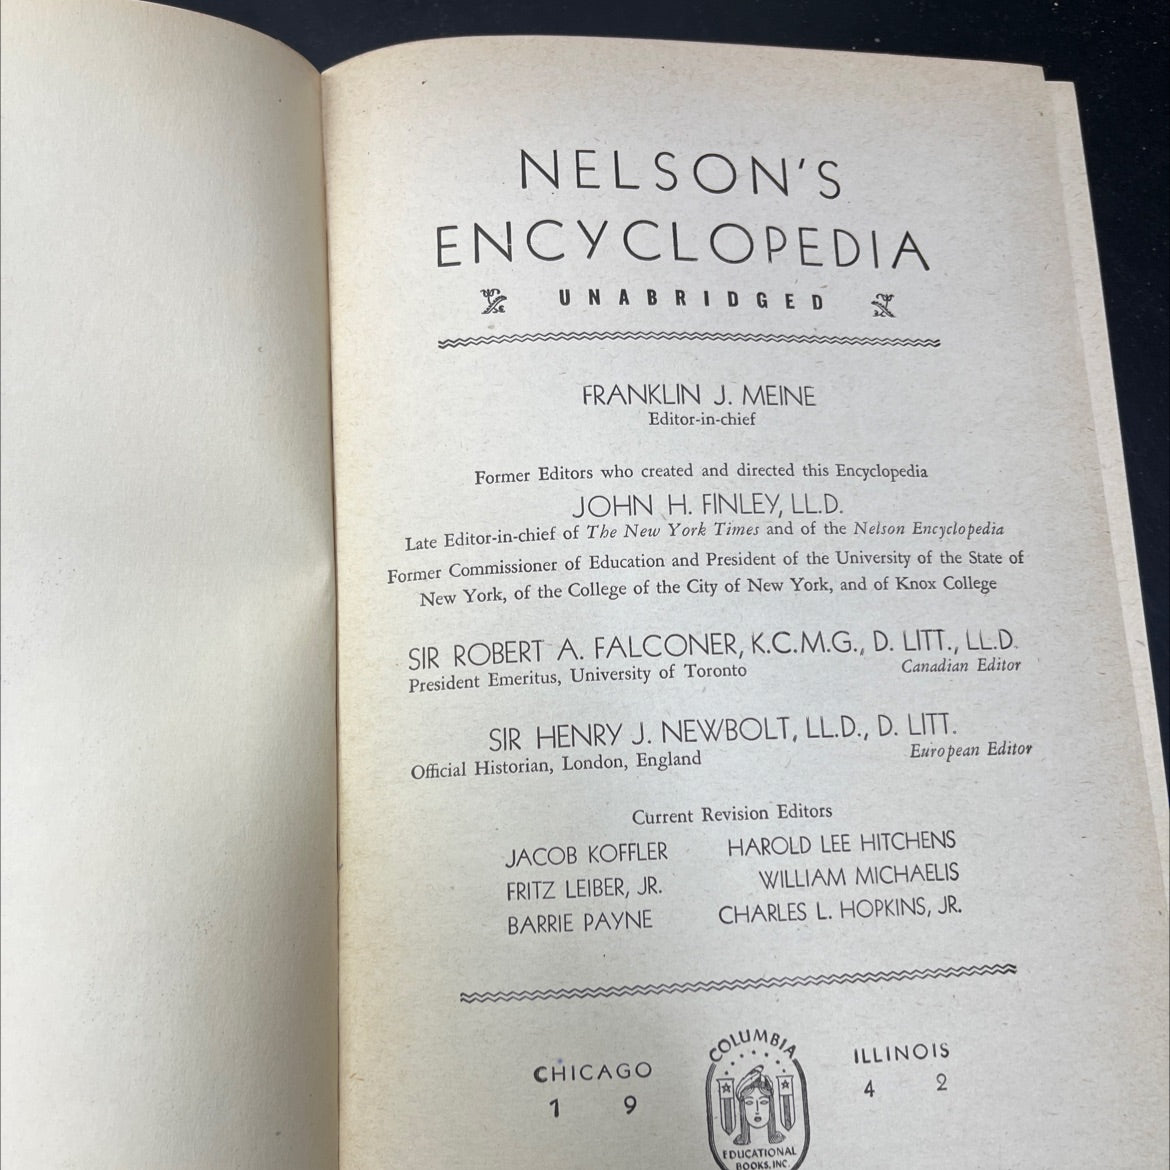 NELSON'S
ENCYCLOPEDIA
UNABRIDGED
FRANKLIN J. MEINE
Editor-in-chief
Former Editors who created and directed this Encyclopedia
JOHN H. FINLEY, LL.D.
Late Editor-in-chief of The New York Times and of the Nelson Encyclopedia
Former Commissioner of Education and President of the University of the State of
New York, of the College of the City of New York, and of Knox College
SIR ROBERT A. FALCONER, K.C.M.G., D. LITT., LL.D.
President Emeritus, University of Toronto Canadian Editor
SIR HENRY J. NEWBOLT, LL.D., D. LITT.
Official Historian, London, England European Editor
Current Revision Editors
JACOB KOFFLER HAROLD LEE HITCHENS
FRITZ LEIBER, JR. WILLIAM MICHAELIS
BARRIE PAYNE CHARLES L. HOPKINS, JR.
COLUMBIA
CHICAGO ILLINOIS
1 9 4 2
EDUCATIONAL
BOOKS, INC.